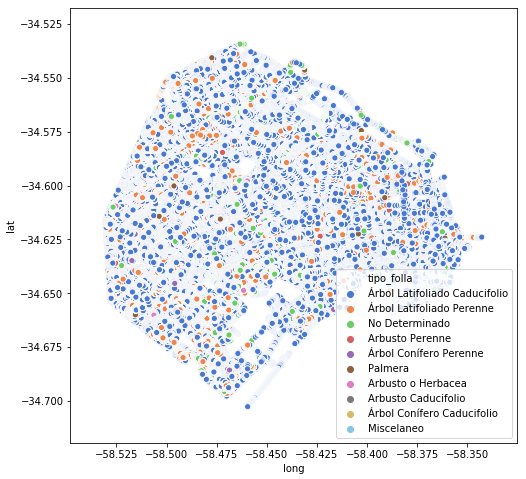 −34.525
−34.550
−34.575
−34.600
−34.625
−34.650
−34.675
−34.700
lat
tipo_folla
Árbol Latifoliado Caducifolio
Árbol Latifoliado Perenne
No Determinado
Arbusto Perenne
Árbol Conífero Perenne
Palmera
Arbusto o Herbacea
Arbusto Caducifolio
Árbol Conífero Caducifolio
Miscelaneo
−58.525 −58.500 −58.475 −58.450 −58.425 −58.400 −58.375 −58.350
long